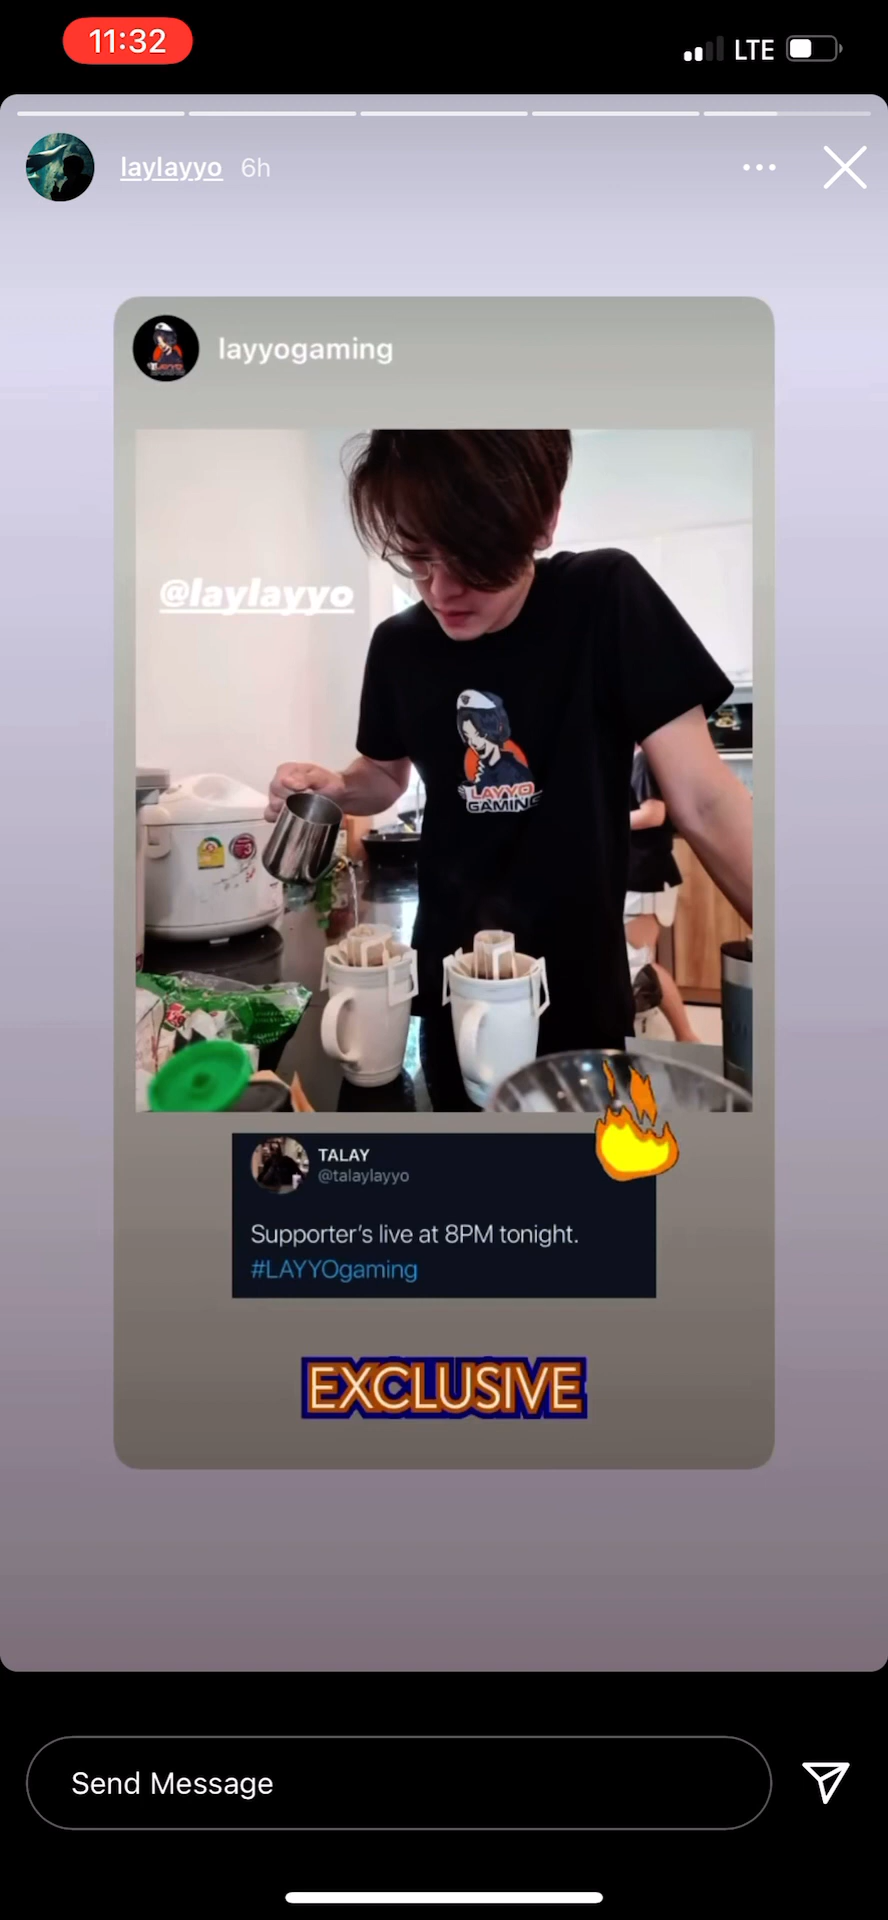 11:32
LTE
laylayyo 6h
layyogaming
@laylayyo
LAYYO
GAMING
TALAY
@talaylayyo
Supporter's live at 8PM tonight.
#LAYYOgaming
EXCLUSIVE
Send Message